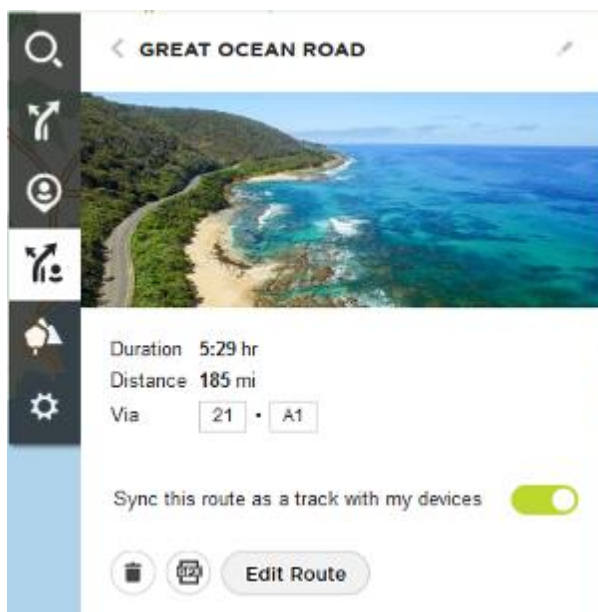 GREAT OCEAN ROAD
Duration 5:29 hr
Distance 185 mi
Via 21 • A1
Sync this route as a track with my devices
Edit Route